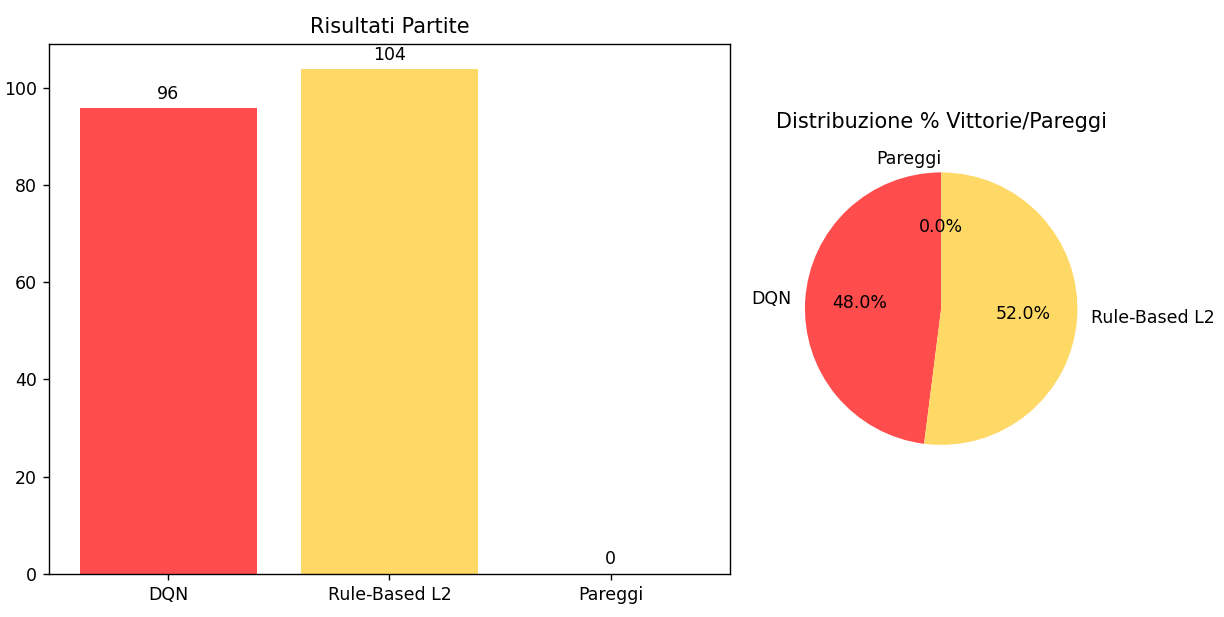 Risultati Partite
100
80
60
40
20
0
96
104
0
DQN
Rule-Based L2
Pareggi
Distribuzione % Vittorie/Pareggi
Pareggi
0.0%
DQN
48.0%
52.0%
Rule-Based L2